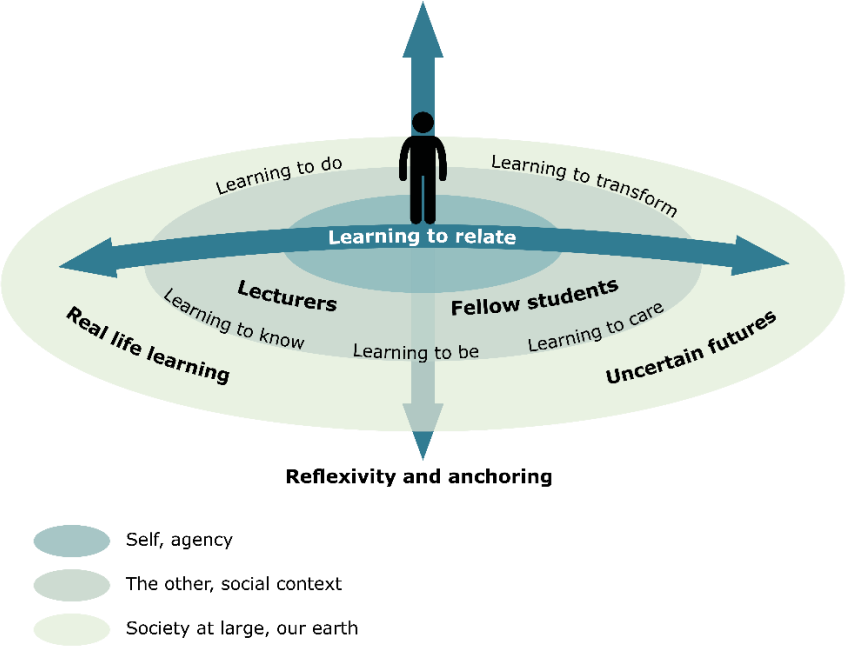 Learning to do
Learning to transform
Learning to relate
Lecturers
Fellow students
Learning to know
Learning to be
Learning to care
Real life learning
Uncertain futures
Reflexivity and anchoring
Self, agency
The other, social context
Society at large, our earth